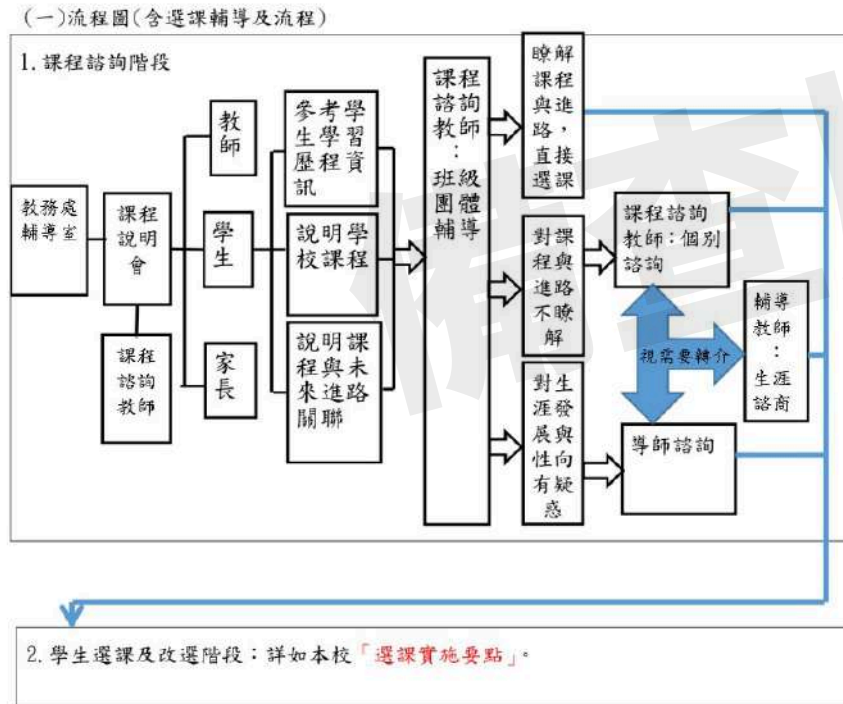 (一)流程圖(含選課輔導及流程)
1. 課程諮詢階段
教務處
輔導室
課程
說明
會
課程
諮詢
教師
教
師
學
生
家
長
參考學
生學習
歷程資
訊
說明學
校課程
說明課
程與未
來進路
關聯
課程
諮詢
教師
：
班級
團體
輔導
瞭解
課程
與進
路，
直接
選課
對課
程與
進路
不瞭
解
對生
涯發
展與
性向
有疑
惑
課程諮詢
教師：個別
諮詢
視需要轉介
導師諮詢
輔導
教師
：
生涯
諮商
2. 學生選課及改選階段：詳如本校「選課實施要點」。
備查